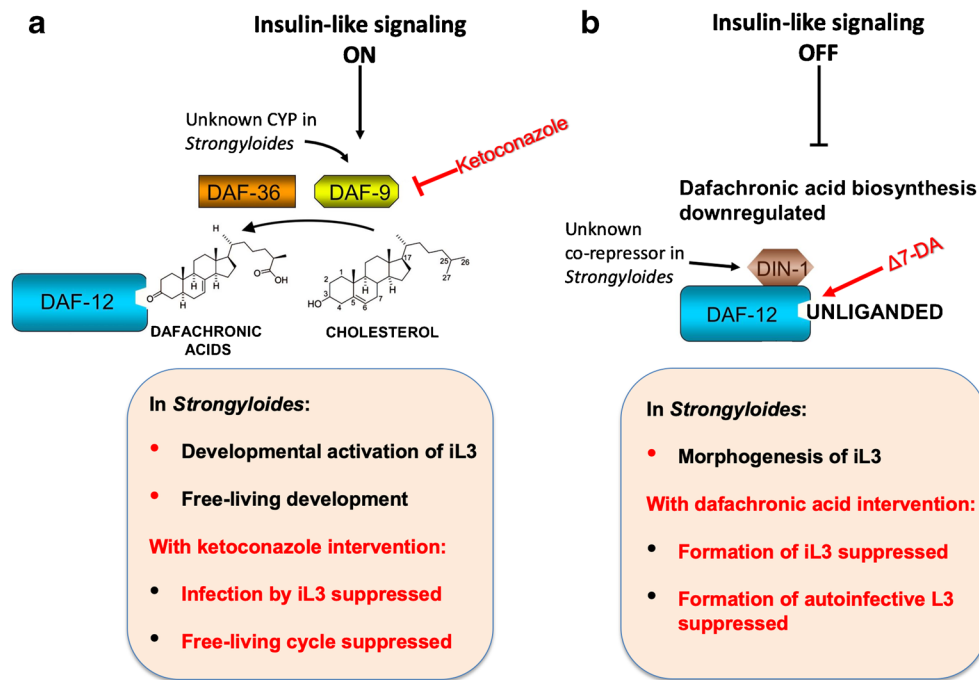 a
Insulin-like signaling
ON
Unknown CYP in
Strongyloides
Ketoconazole
DAF-36
DAF-9
H
O
H
H
H
O
OH
DAF-12
DAFACHRONIC
ACIDS
HO
1
2
3
4
5
6
7
17
25
26
27
CHOLESTEROL
In Strongyloides:
• Developmental activation of iL3
• Free-living development
With ketoconazole intervention:
• Infection by iL3 suppressed
• Free-living cycle suppressed
b
Insulin-like signaling
OFF
Dafachronic acid biosynthesis
downregulated
Unknown
co-repressor in
Strongyloides
DIN-1
Δ7-DA
DAF-12
UNLIGANDED
In Strongyloides:
• Morphogenesis of iL3
With dafachronic acid intervention:
• Formation of iL3 suppressed
• Formation of autoinfective L3
suppressed